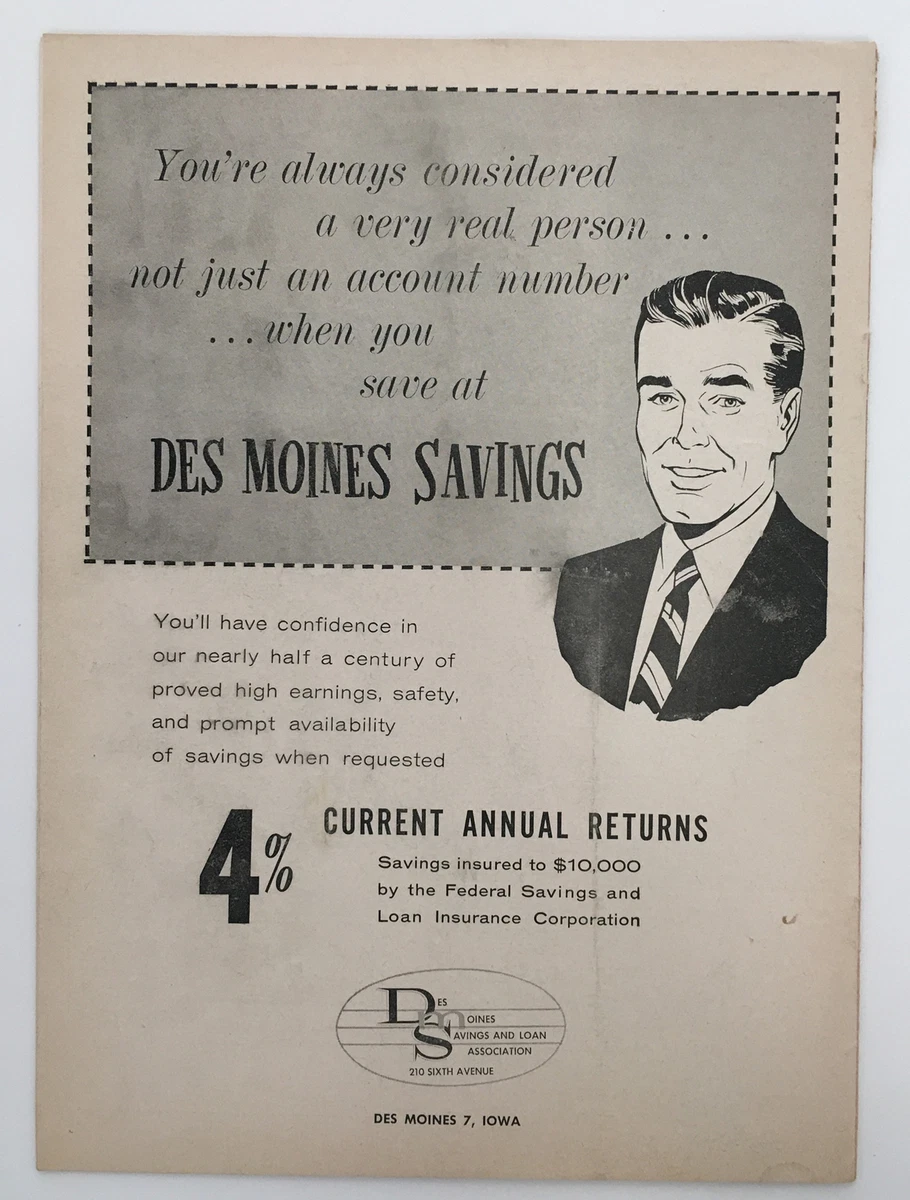 You're always considered
a very real person ...
not just an account number
...when you
save at
DES MOINES SAVINGS
You'll have confidence in
our nearly half a century of
proved high earnings, safety,
and prompt availability
of savings when requested
4% CURRENT ANNUAL RETURNS
Savings insured to $10,000
by the Federal Savings and
Loan Insurance Corporation
DES
MOINES
SAVINGS AND LOAN
ASSOCIATION
210 SIXTH AVENUE
DES MOINES 7, IOWA